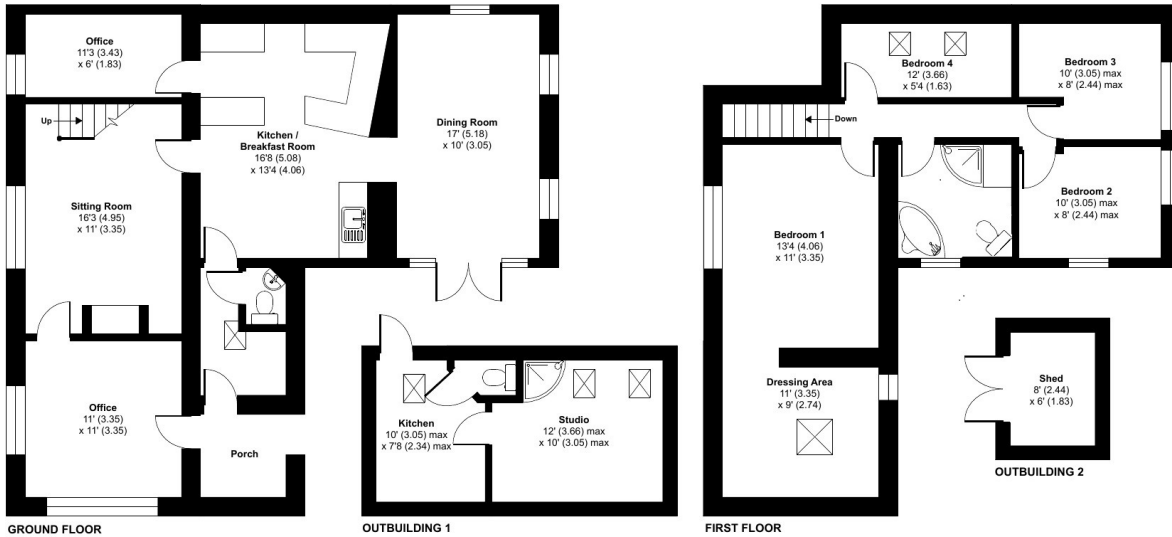 Office
11'3 (3.43)
x 6' (1.83)
Up
Sitting Room
16'3 (4.95)
x 11' (3.35)
Office
11' (3.35)
x 11' (3.35)
Kitchen /
Breakfast Room
16'8 (5.08)
x 13'4 (4.06)
Dining Room
17' (5.18)
x 10' (3.05)
Porch
GROUND FLOOR
Kitchen
10' (3.05) max
x 7'8 (2.34) max
Studio
12' (3.66) max
x 10' (3.05) max
OUTBUILDING 1
Bedroom 4
12' (3.66)
x 5'4 (1.63)
Bedroom 3
10' (3.05) max
x 8' (2.44) max
Down
Bedroom 1
13'4 (4.06)
x 11' (3.35)
Bedroom 2
10' (3.05) max
x 8' (2.44) max
Dressing Area
11' (3.35)
x 9' (2.74)
FIRST FLOOR
Shed
8' (2.44)
x 6' (1.83)
OUTBUILDING 2